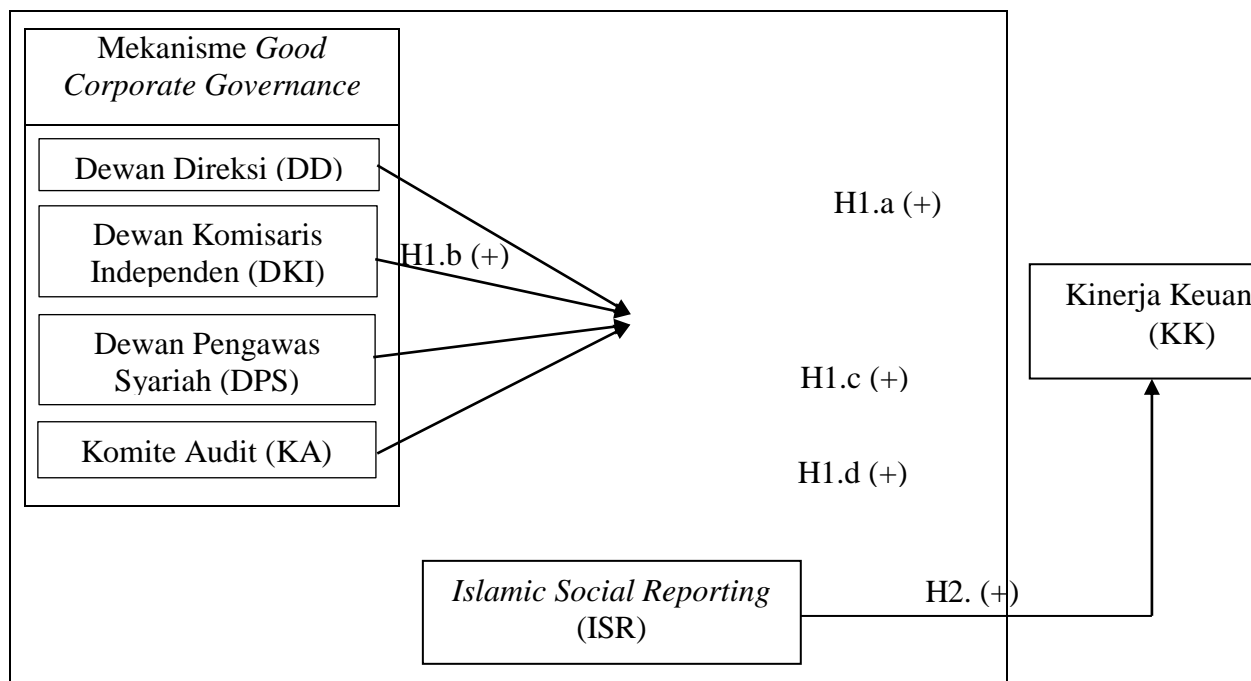 Mekanisme Good
Corporate Governance
Dewan Direksi (DD)
H1.a (+)
Dewan Komisaris
Independen (DKI)
H1.b (+)
Kinerja Keuan
(KK)
Dewan Pengawas
Syariah (DPS)
H1.c (+)
Komite Audit (KA)
H1.d (+)
Islamic Social Reporting
(ISR)
H2. (+)